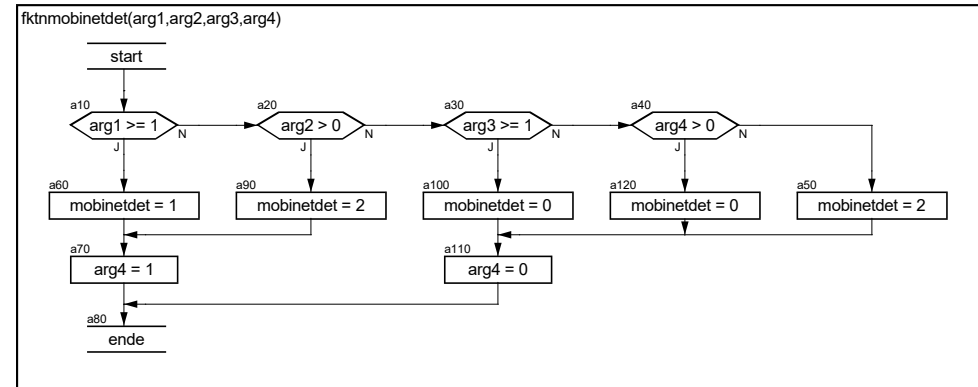 fktnmobinetdet(arg1,arg2,arg3,arg4)
start
a10
arg1 >= 1
J
N
a20
arg2 > 0
J
N
a30
arg3 >= 1
J
N
a40
arg4 > 0
J
N
a60
mobinetdet = 1
a90
mobinetdet = 2
a100
mobinetdet = 0
a120
mobinetdet = 0
a50
mobinetdet = 2
a70
arg4 = 1
a110
arg4 = 0
a80
ende